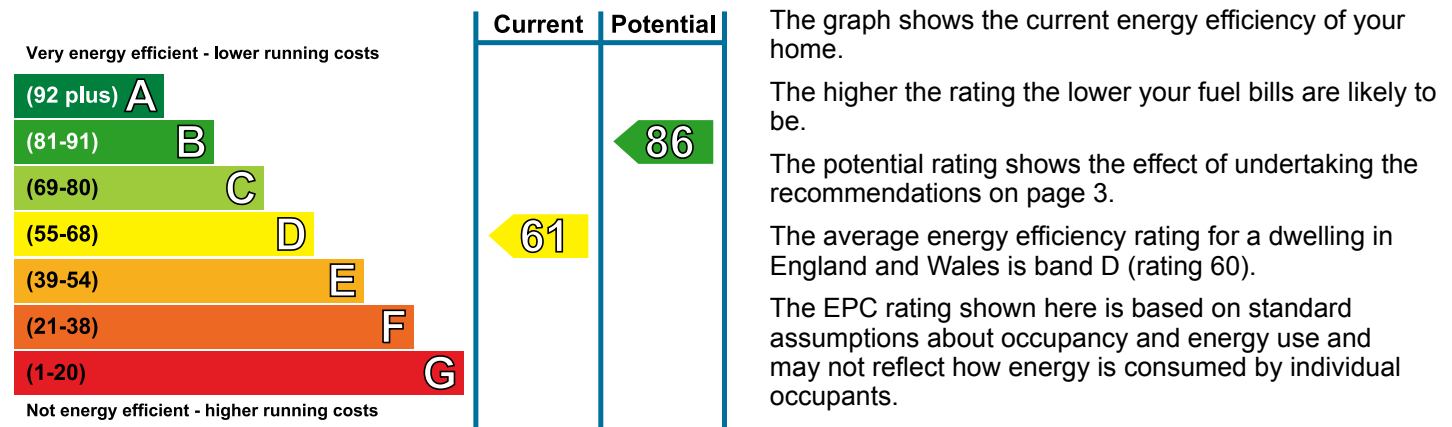 Current Potential
Very energy efficient - lower running costs
(92 plus) A
(81-91) B
86
(69-80) C
(55-68) D
61
(39-54) E
(21-38) F
(1-20) G
Not energy efficient - higher running costs
The graph shows the current energy efficiency of your
home.
The higher the rating the lower your fuel bills are likely to
be.
The potential rating shows the effect of undertaking the
recommendations on page 3.
The average energy efficiency rating for a dwelling in
England and Wales is band D (rating 60).
The EPC rating shown here is based on standard
assumptions about occupancy and energy use and
may not reflect how energy is consumed by individual
occupants.